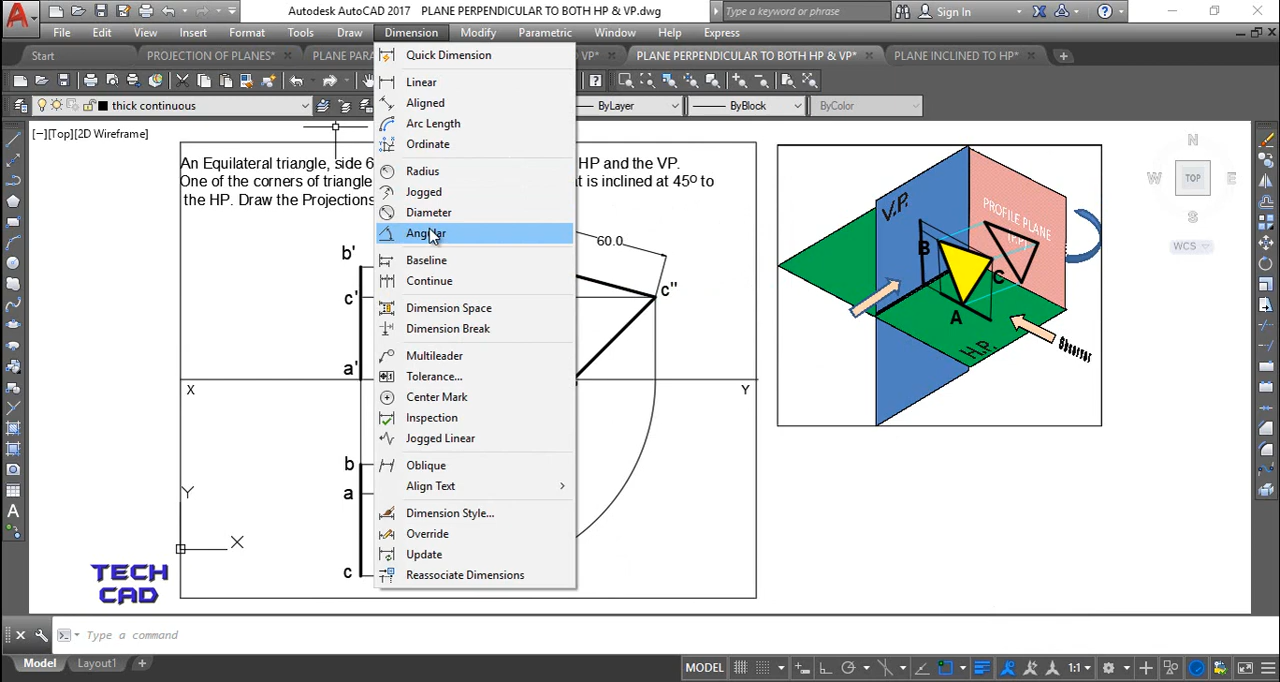 Autodesk AutoCAD 2017 PLANE PERPENDICULAR TO BOTH HP & VP.dwg
Type a keyword or phrase
Sign In
File Edit View Insert Format Tools Draw Dimension Modify Parametric Window Help Express
Start PROJECTION OF PLANES* PLANE PARA VP* PLANE PERPENDICULAR TO BOTH HP & VP* PLANE INCLINED TO HP*
thick continuous ByLayer ByBlock ByColor
[−][Top][2D Wireframe]
Quick Dimension
Linear
Aligned
Arc Length
Ordinate
Radius
Jogged
Diameter
Angular
Baseline
Continue
Dimension Space
Dimension Break
Multileader
Tolerance...
Center Mark
Inspection
Jogged Linear
Oblique
Align Text
Dimension Style...
Override
Update
Reassociate Dimensions
An Equilateral triangle, side 6 HP and the VP.
One of the corners of triangle at is inclined at 45º to
the HP. Draw the Projections
60.0
b'
c'
a'
c"
X Y
b
a
c
Y
X
TECH
CAD
V.P.
PROFILE PLANE
(P.P.)
B
C
A
H.P.
Observer
N
W TOP E
S
WCS
Type a command
Model Layout1
MODEL 1:1